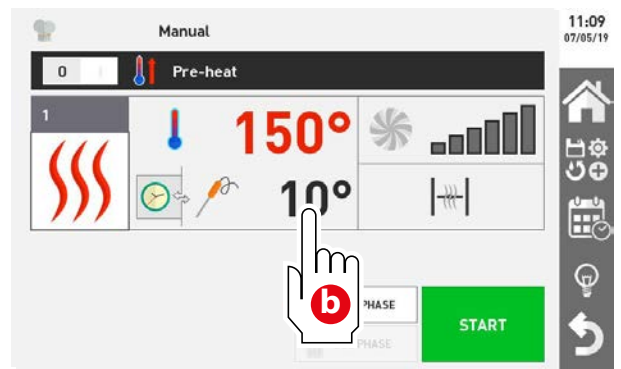 Manual
11:09
07/05/19
0
Pre-heat
1
150°
10°
b
PHASE
START
PHASE